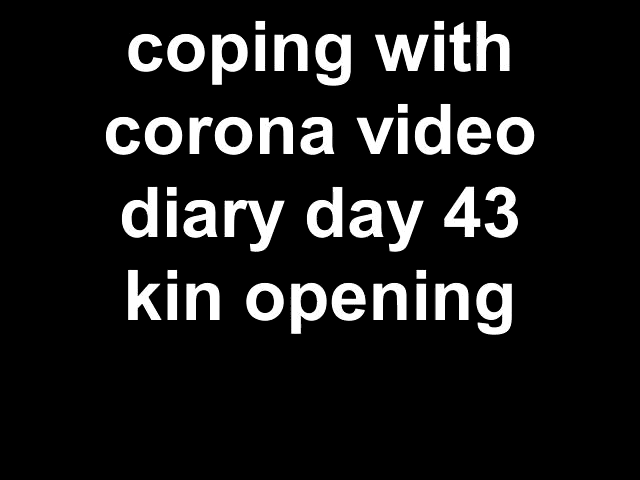 coping with
corona video
diary day 43
kin opening